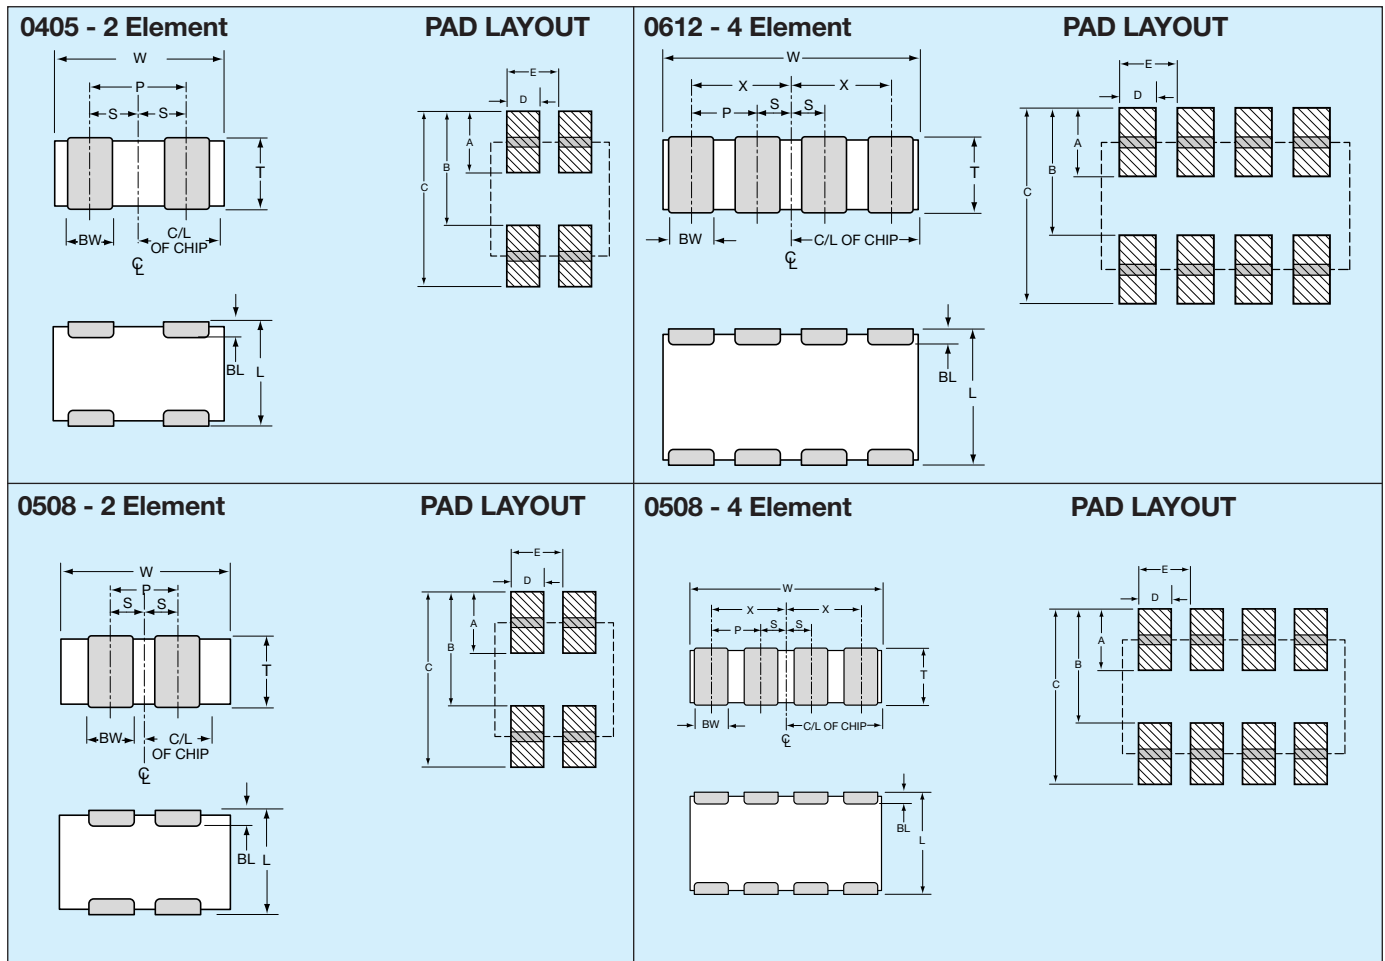 0405 - 2 Element
PAD LAYOUT
W
P
S
S
T
BW
C/L
OF CHIP
℄
BL
L
E
D
A
B
C
0612 - 4 Element
PAD LAYOUT
W
X
X
P
S
S
T
BW
C/L OF CHIP
℄
BL
L
E
D
A
B
C
0508 - 2 Element
PAD LAYOUT
W
P
S
S
T
BW
C/L
OF CHIP
℄
BL
L
E
D
A
B
C
0508 - 4 Element
PAD LAYOUT
W
X
X
P
S
S
T
BW
C/L OF CHIP
℄
BL
L
E
D
A
B
C